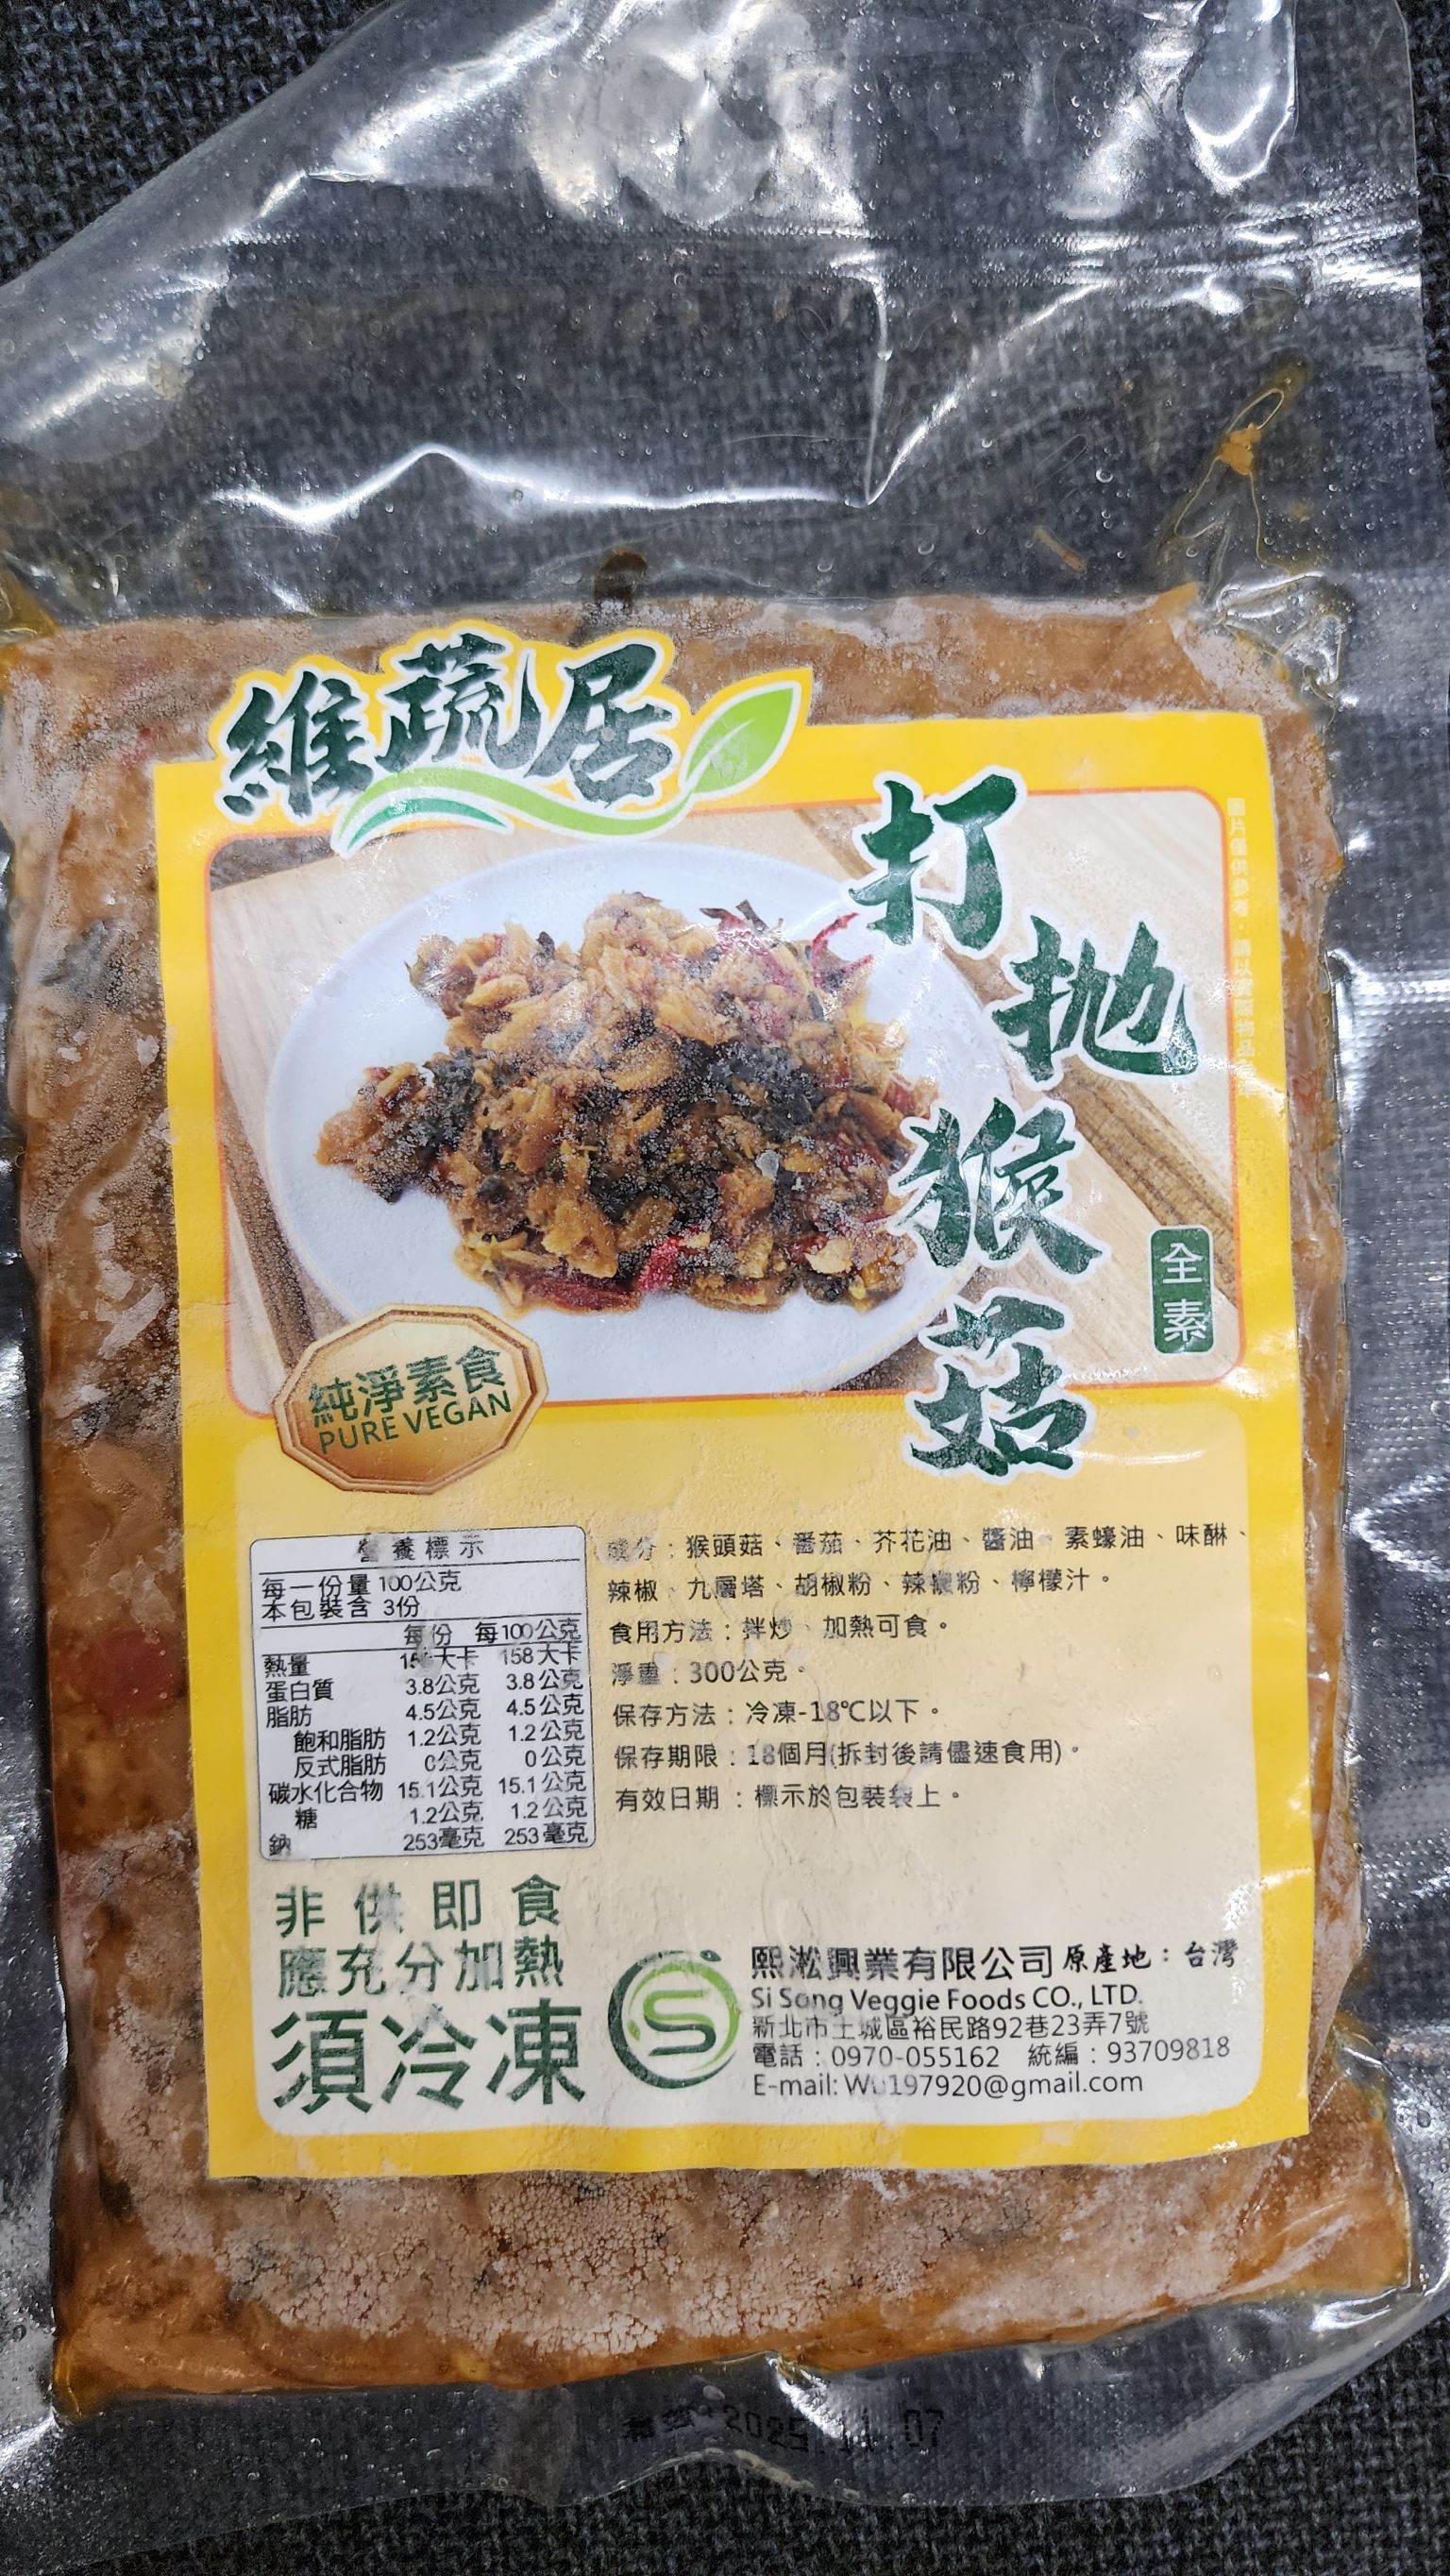 維蔬居
打拋猴菇
全素
純淨素食
PURE VEGAN
營養標示
每一份量 100公克
本包裝含 3份
每份 每100公克
熱量 大卡 158大卡
蛋白質 3.8公克 3.8公克
脂肪 4.5公克 4.5公克
飽和脂肪 1.2公克 1.2公克
反式脂肪 0公克 0公克
碳水化合物 15.1公克 15.1公克
糖 1.2公克 1.2公克
鈉 253毫克 253毫克
成分：猴頭菇、番茄、芥花油、醬油、素蠔油、味醂、
辣椒、九層塔、胡椒粉、辣椒粉、檸檬汁。
食用方法：拌炒、加熱可食。
淨重：300公克。
保存方法：冷凍-18℃以下。
保存期限：18個月(拆封後請儘速食用)。
有效日期：標示於包裝袋上。
非供即食
應充分加熱
須冷凍
熙淞興業有限公司 原產地：台灣
Si Song Veggie Foods CO., LTD.
新北市土城區裕民路92巷23弄7號
電話：0970-055162 統編：93709818
E-mail: Wu197920@gmail.com
2025.11.07